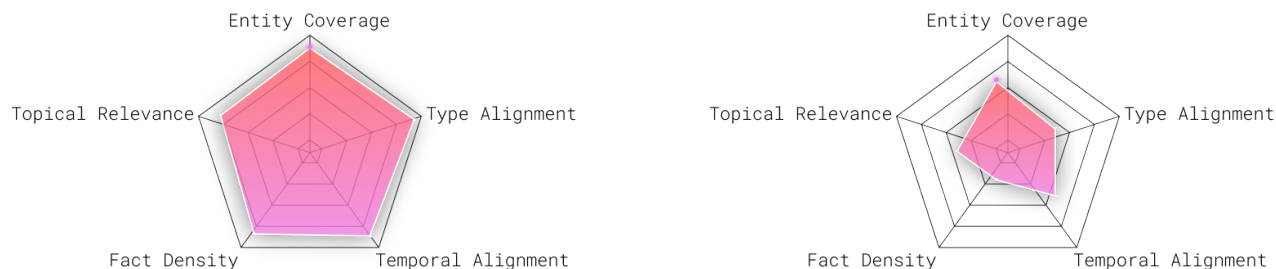 Entity Coverage
Entity Coverage
Topical Relevance
Type Alignment
Topical Relevance
Type Alignment
Fact Density
Temporal Alignment
Fact Density
Temporal Alignment